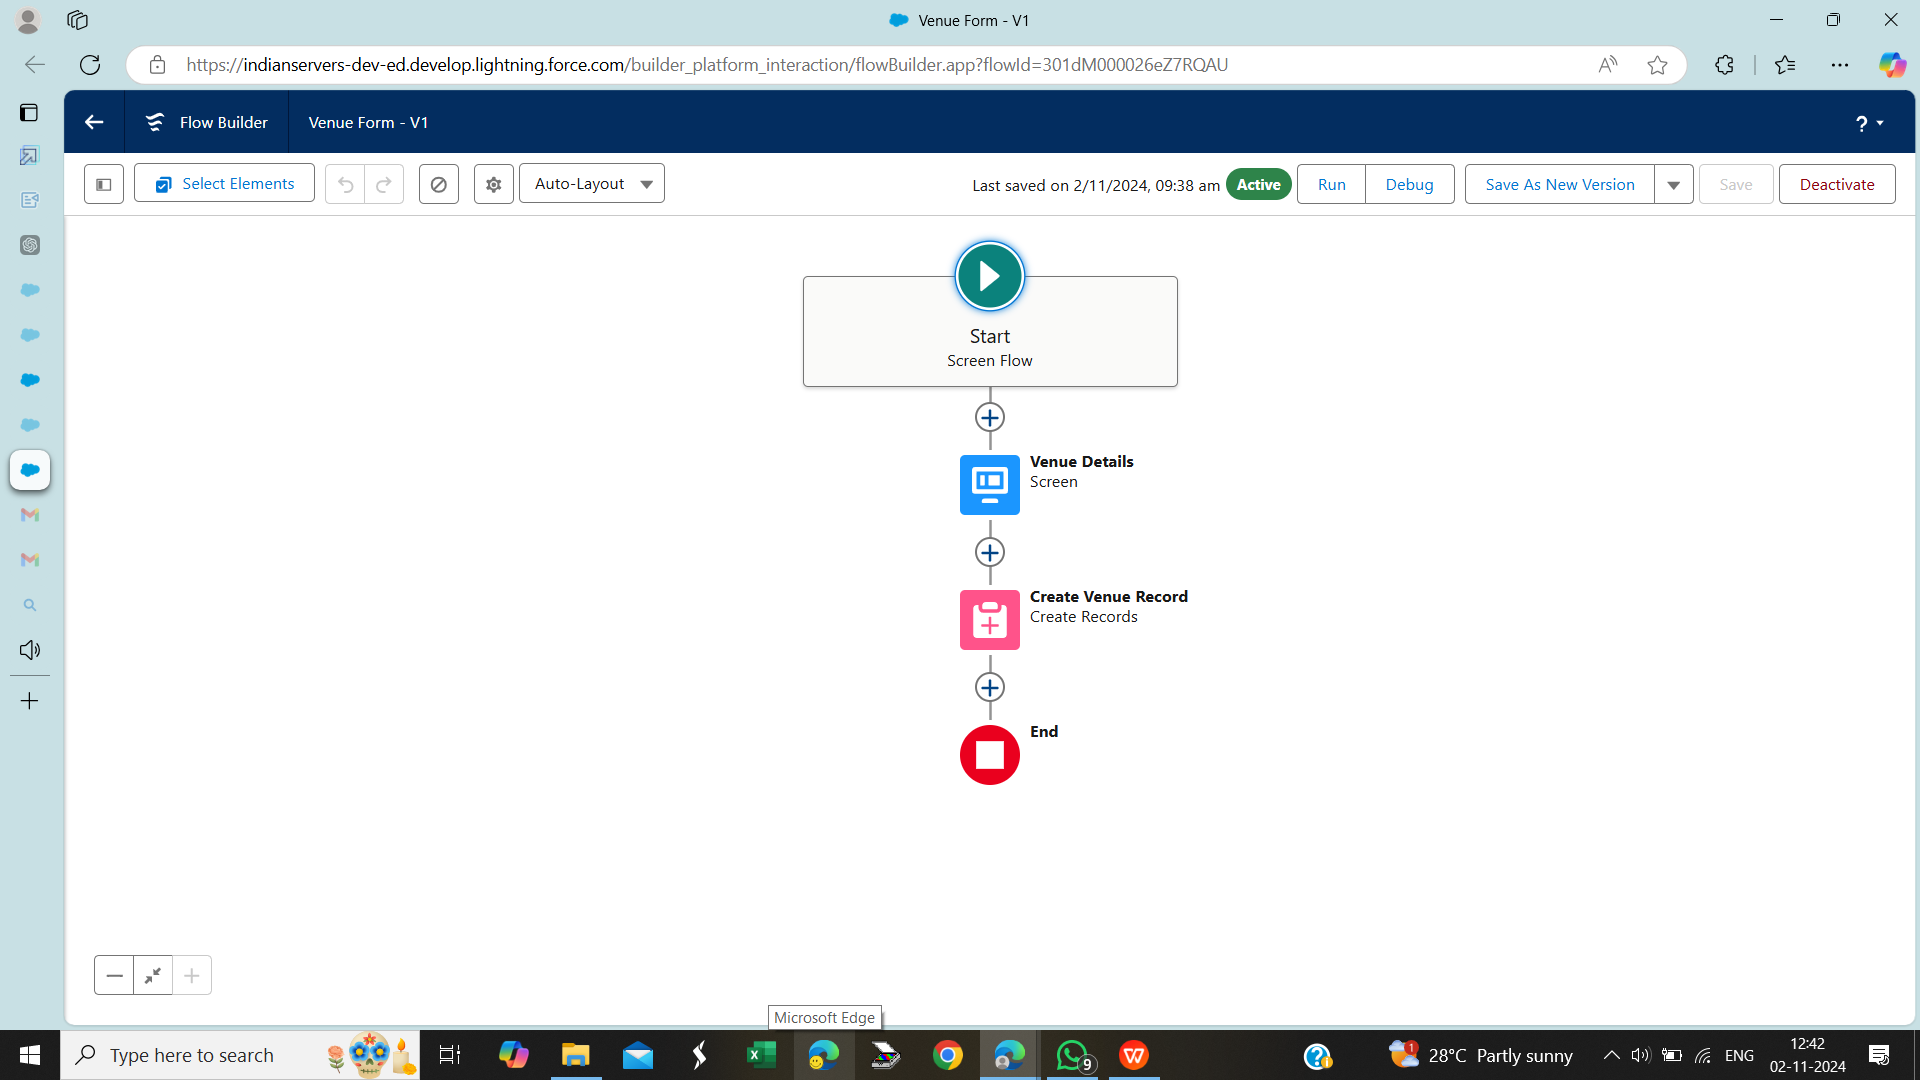 Venue Form - V1
https://indianservers-dev-ed.develop.lightning.force.com/builder_platform_interaction/flowBuilder.app?flowId=301dM000026eZ7RQAU
Flow Builder
Venue Form - V1
?
Select Elements
Auto-Layout
Last saved on 2/11/2024, 09:38 am
Active
Run
Debug
Save As New Version
Save
Deactivate
Start
Screen Flow
Venue Details
Screen
Create Venue Record
Create Records
End
Microsoft Edge
Type here to search
9
1
28°C Partly sunny
ENG
12:42
02-11-2024